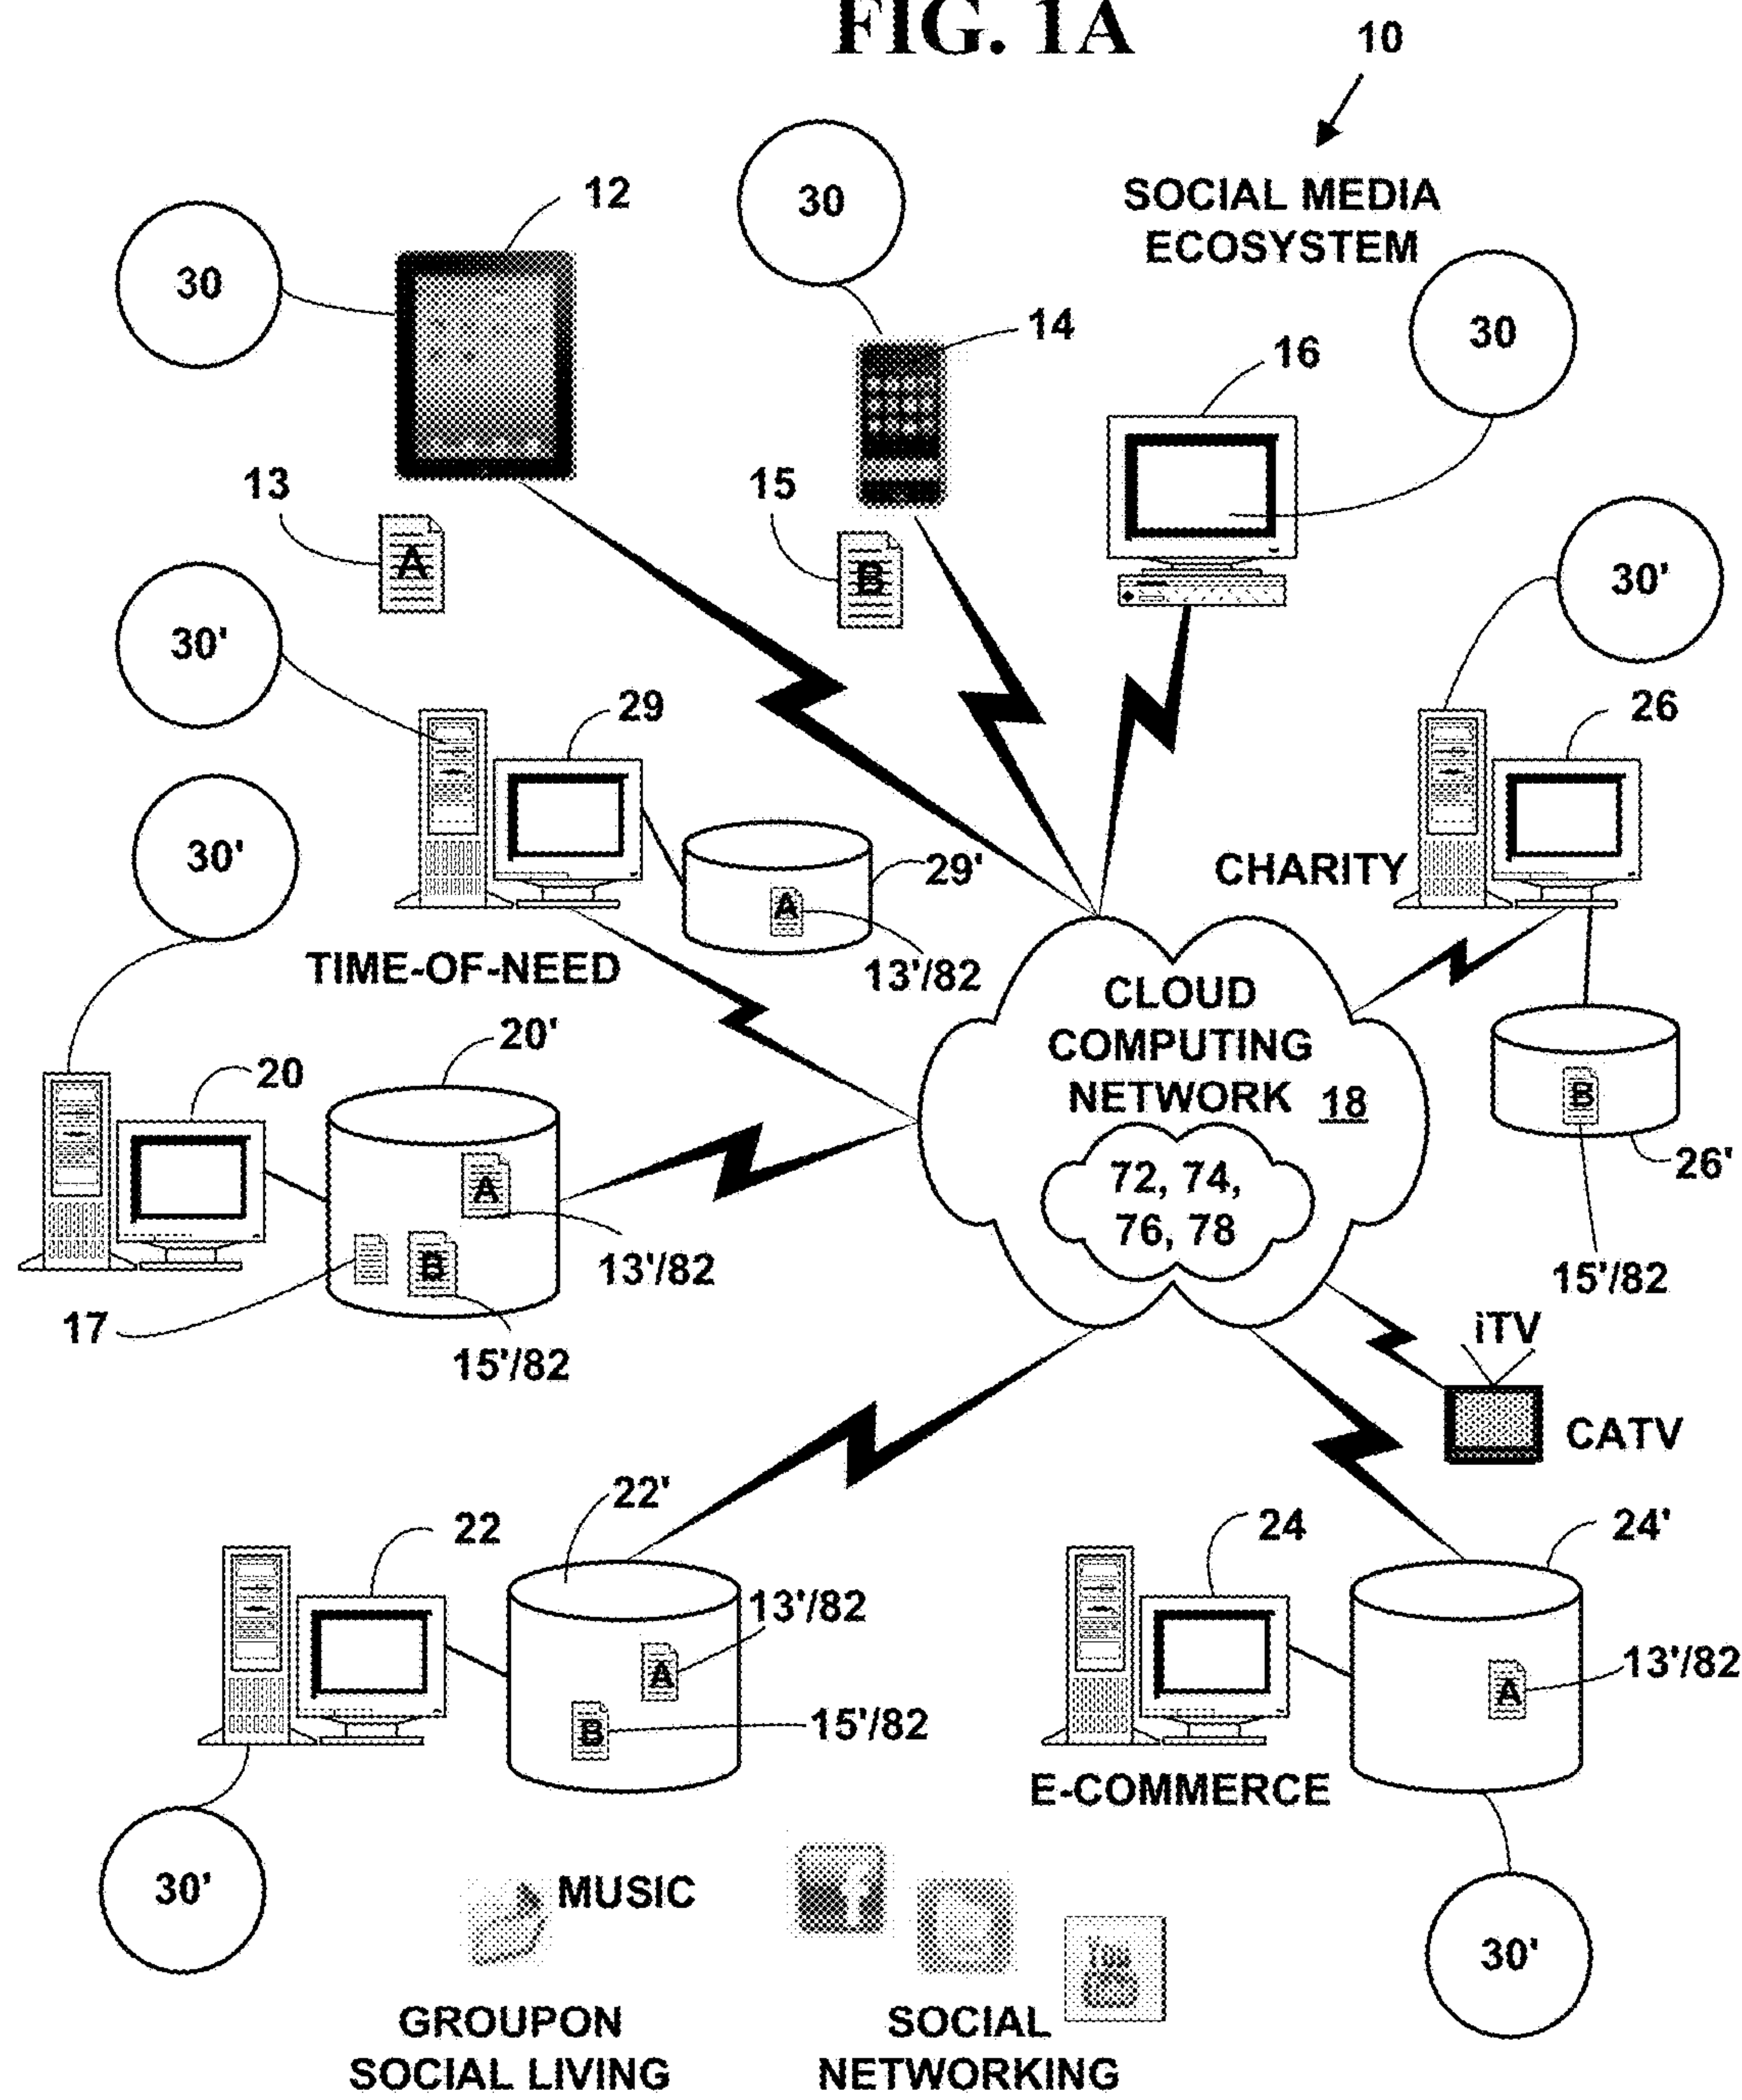 FIG. 1A
10
SOCIAL MEDIA
ECOSYSTEM
30
12
30
30
14
16
13
A
15
B
30'
30'
29
26
30'
29'
A
13'/82
CHARITY
TIME-OF-NEED
CLOUD
COMPUTING
NETWORK 18
72, 74,
76, 78
20'
20
A
B
17
13'/82
15'/82
B
26'
15'/82
iTV
CATV
22'
22
13'/82
A
B
15'/82
24
24'
A
13'/82
E-COMMERCE
30'
30'
MUSIC
f
GROUPON
SOCIAL LIVING
SOCIAL
NETWORKING